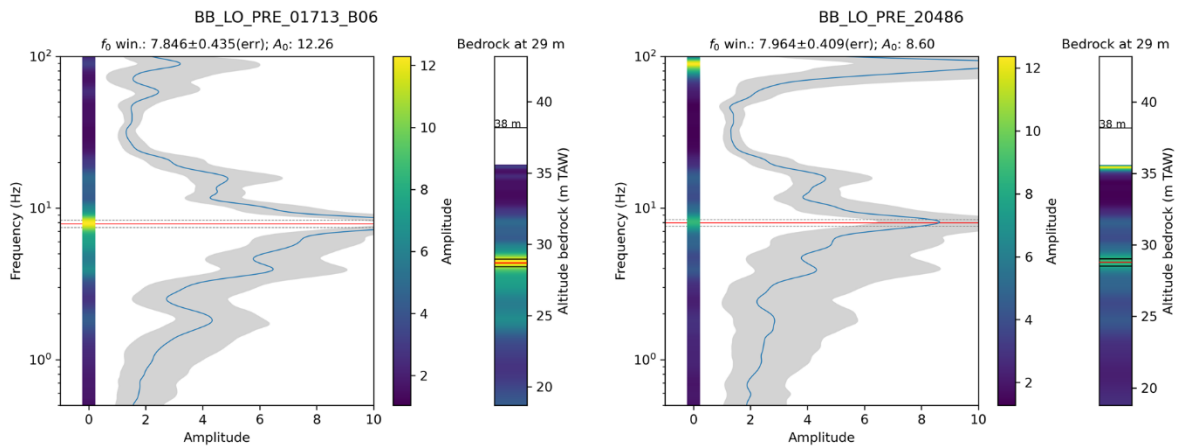 BB_LO_PRE_01713_B06
f0 win.: 7.846±0.435(err); A0: 12.26
Bedrock at 29 m
10²
10¹
10⁰
Frequency (Hz)
0
2
4
6
8
10
Amplitude
12
10
8
6
4
2
Amplitude
38 m
40
35
30
25
20
Altitude bedrock (m TAW)
BB_LO_PRE_20486
f0 win.: 7.964±0.409(err); A0: 8.60
Bedrock at 29 m
10²
10¹
10⁰
Frequency (Hz)
0
2
4
6
8
10
Amplitude
12
10
8
6
4
2
Amplitude
38 m
40
35
30
25
20
Altitude bedrock (m TAW)